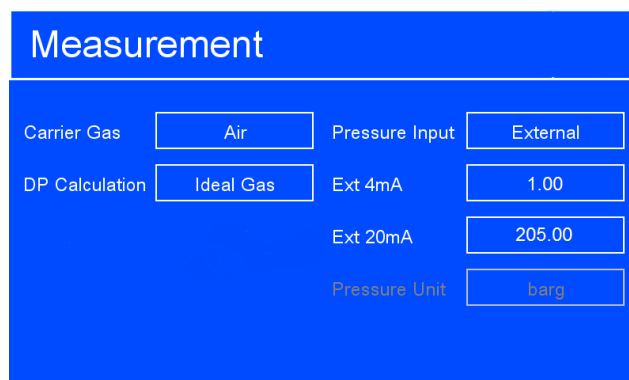 Measurement
Carrier Gas Air Pressure Input External
DP Calculation Ideal Gas Ext 4mA 1.00
Ext 20mA 205.00
Pressure Unit barg